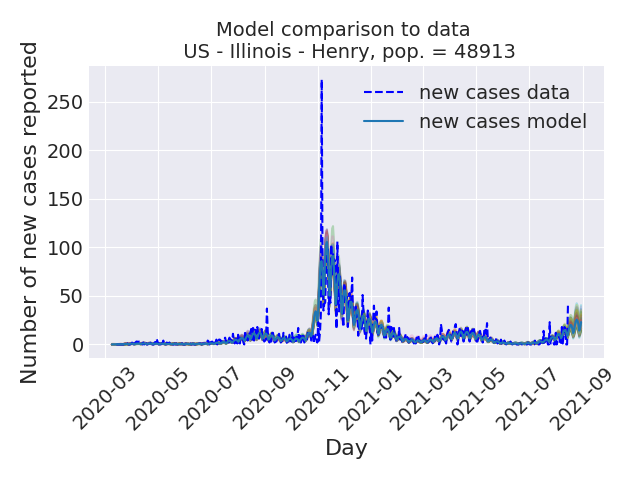 Model comparison to data
US - Illinois - Henry, pop. = 48913
Number of new cases reported
250
200
150
100
50
0
new cases data
new cases model
2020-03
2020-05
2020-07
2020-09
2020-11
2021-01
2021-03
2021-05
2021-07
2021-09
Day